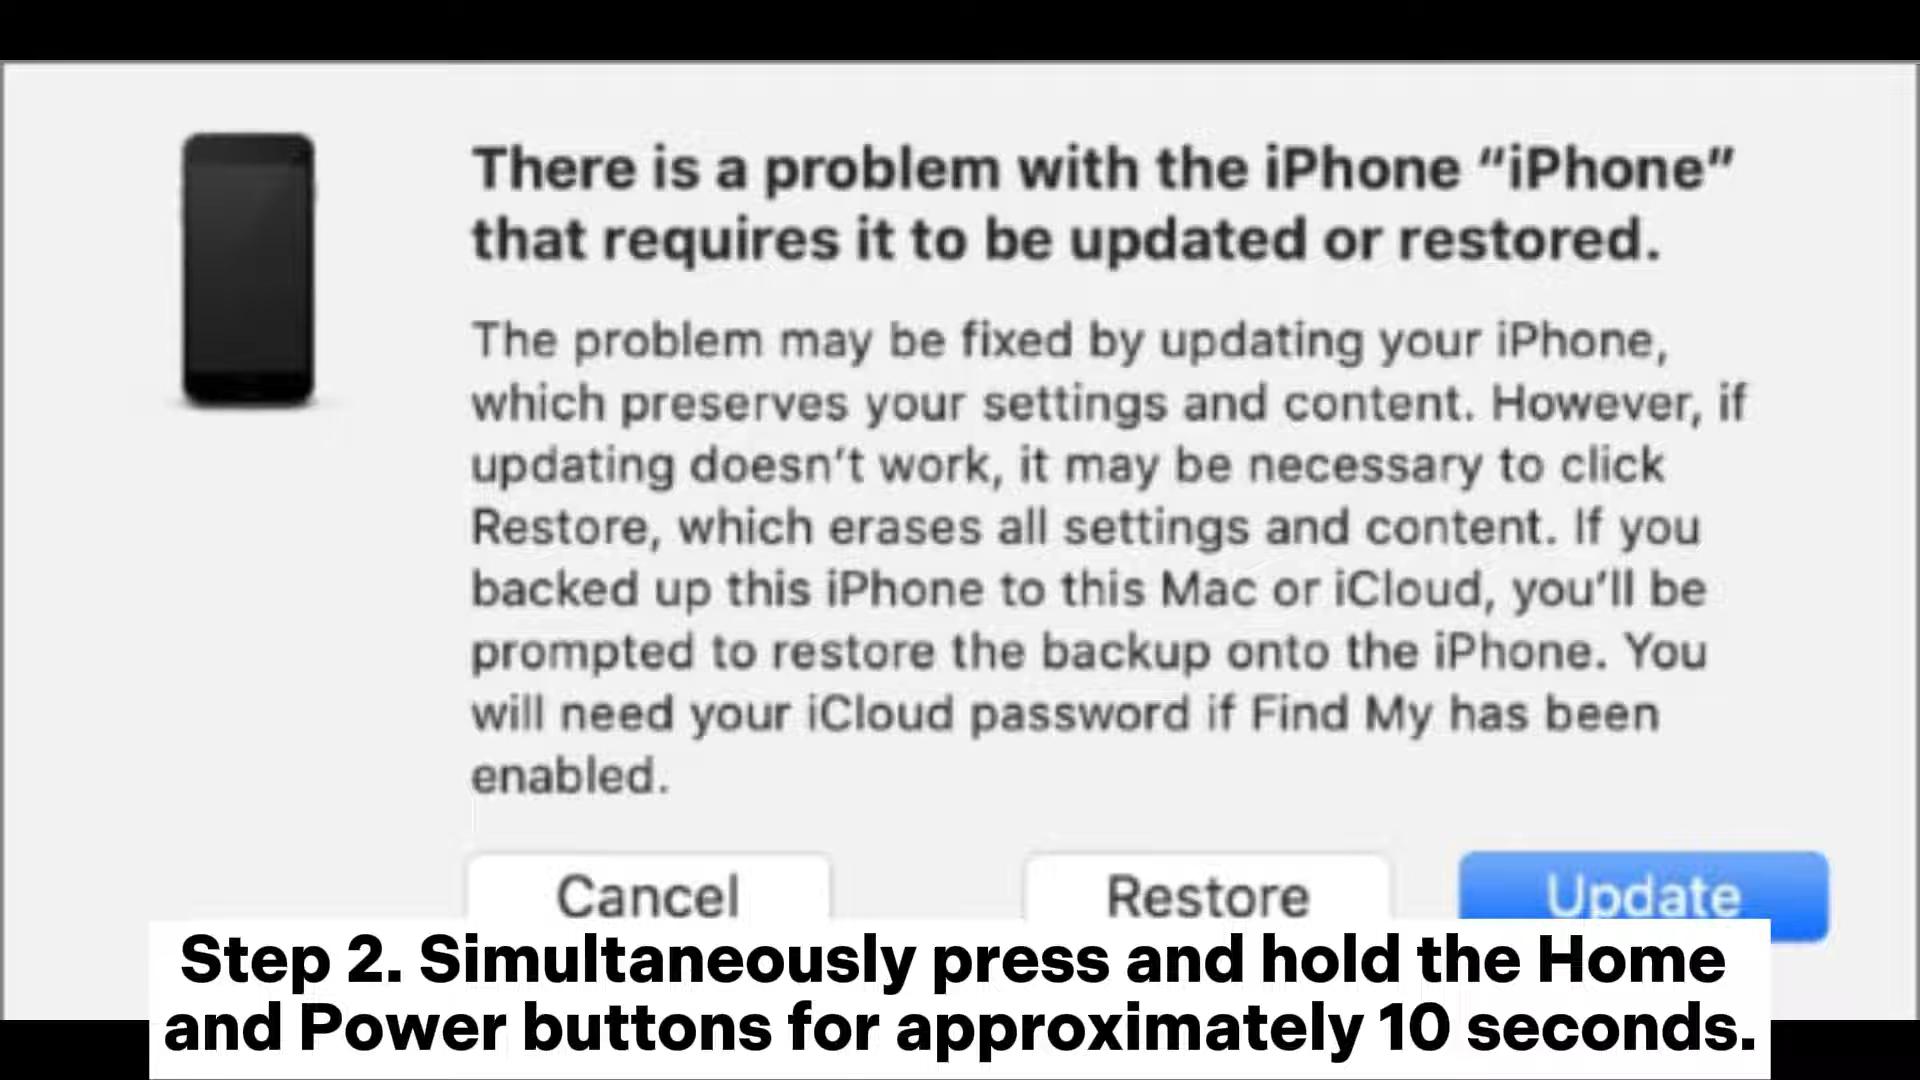 There is a problem with the iPhone “iPhone”
that requires it to be updated or restored.
The problem may be fixed by updating your iPhone,
which preserves your settings and content. However, if
updating doesn’t work, it may be necessary to click
Restore, which erases all settings and content. If you
backed up this iPhone to this Mac or iCloud, you’ll be
prompted to restore the backup onto the iPhone. You
will need your iCloud password if Find My has been
enabled.
Cancel
Restore
Update
Step 2. Simultaneously press and hold the Home
and Power buttons for approximately 10 seconds.